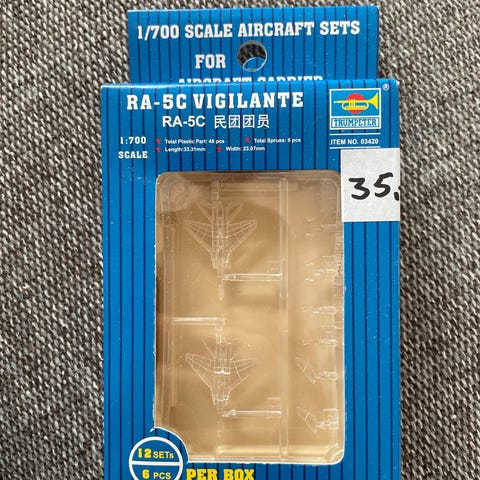 1/700 SCALE AIRCRAFT SETS
FOR
AIRCRAFT CARRIER
RA-5C VIGILANTE
RA-5C 民团团员
TRUMPETER
1:700
SCALE
★ Total Plastic Part: 48 pcs ★ Total Sprues: 6 pcs
★ Length:33.31mm ★ Width: 23.07mm
ITEM NO. 03420
35.
12 SETs
6 PCS
PER BOX